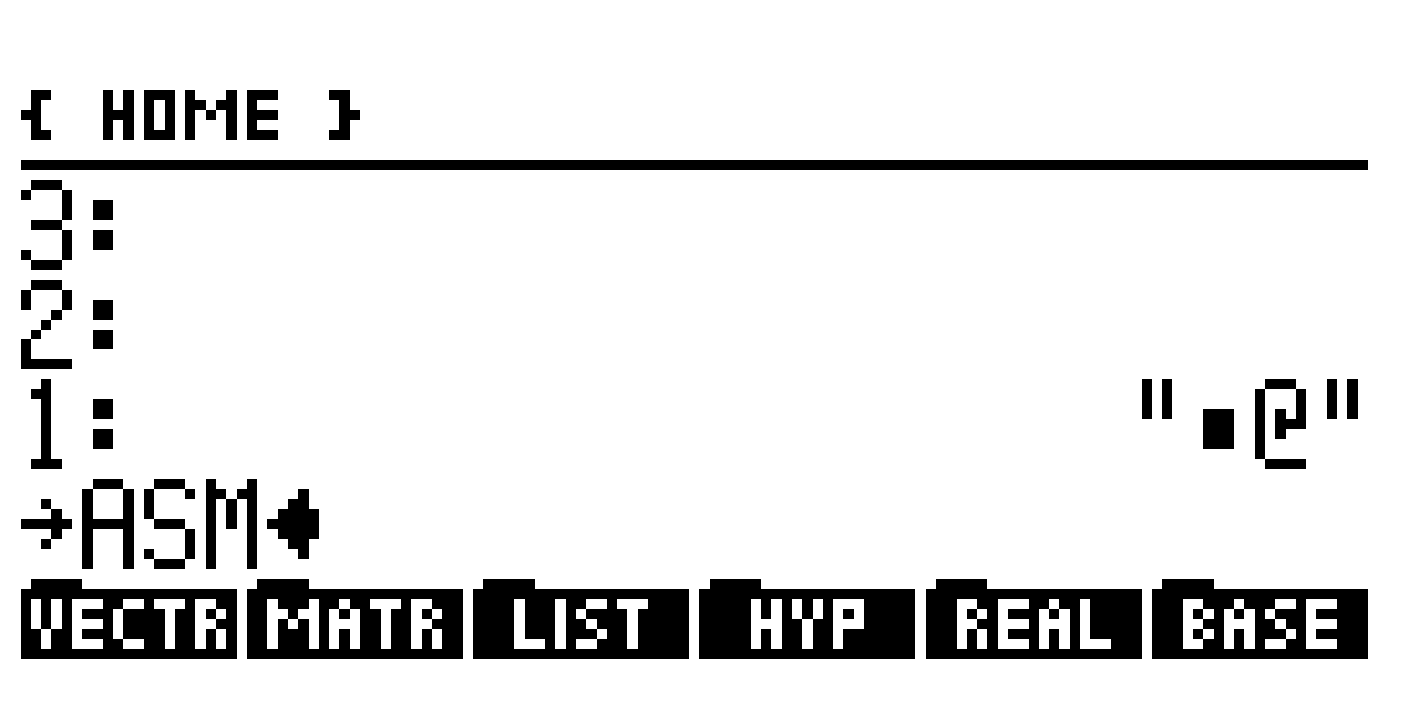 { HOME }
3:
2:
1: "▪@"
→ASM◀
VECTR MATR LIST HYP REAL BASE